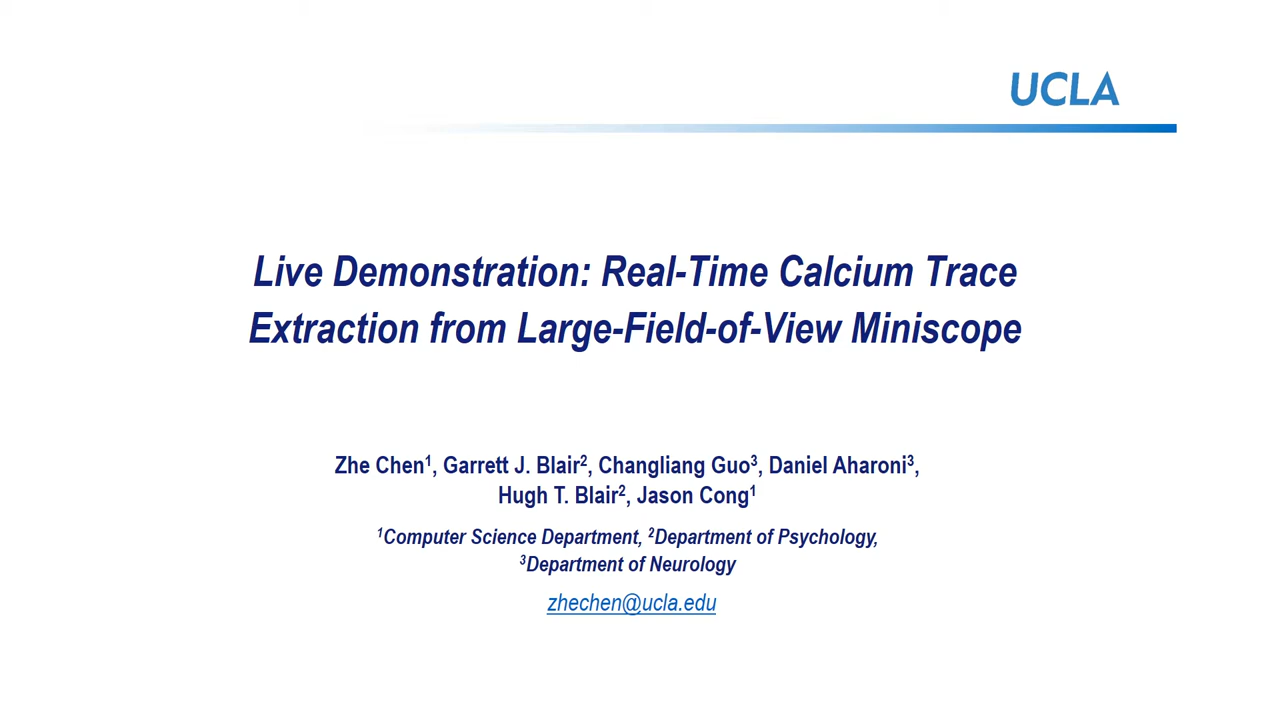 UCLA
Live Demonstration: Real-Time Calcium Trace
Extraction from Large-Field-of-View Miniscope
Zhe Chen¹, Garrett J. Blair², Changliang Guo³, Daniel Aharoni³,
Hugh T. Blair², Jason Cong¹
¹Computer Science Department, ²Department of Psychology,
³Department of Neurology
zhechen@ucla.edu